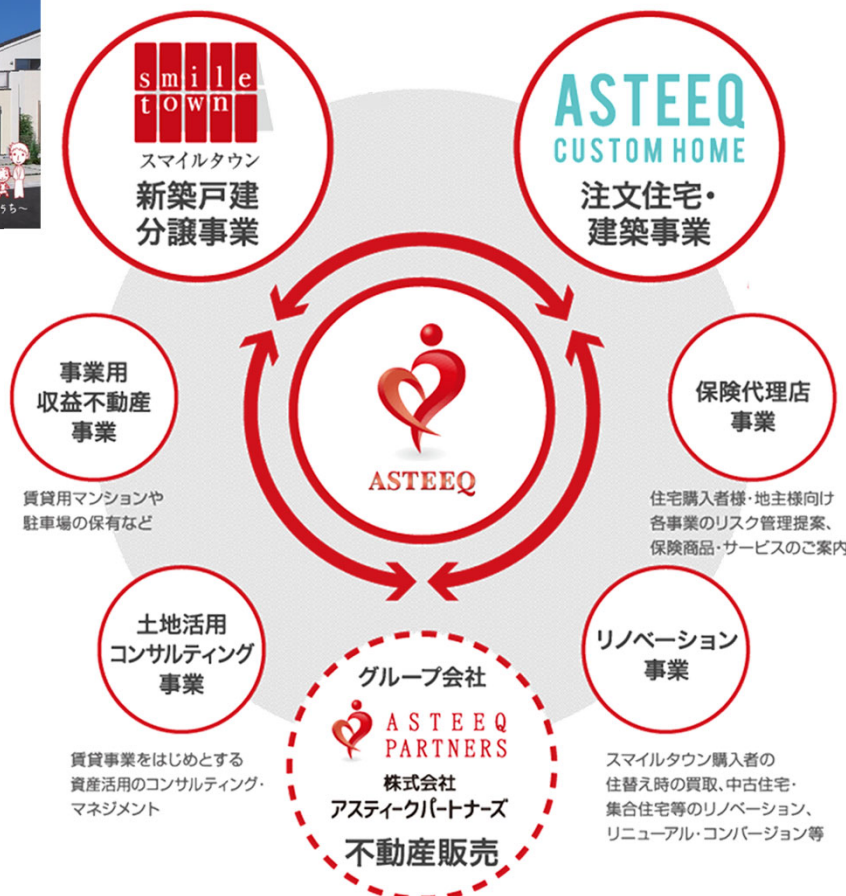 smile
town
スマイルタウン
新築戸建
分譲事業
ASTEEQ
CUSTOM HOME
注文住宅・
建築事業
事業用
収益不動産
事業
賃貸用マンションや
駐車場の保有など
ASTEEQ
保険代理店
事業
住宅購入者様・地主様向け
各事業のリスク管理提案、
保険商品・サービスのご案内
土地活用
コンサルティング
事業
賃貸事業をはじめとする
資産活用のコンサルティング・
マネジメント
グループ会社
ASTEEQ
PARTNERS
株式会社
アスティークパートナーズ
不動産販売
リノベーション
事業
スマイルタウン購入者の
住替え時の買取、中古住宅・
集合住宅等のリノベーション、
リニューアル・コンバージョン等